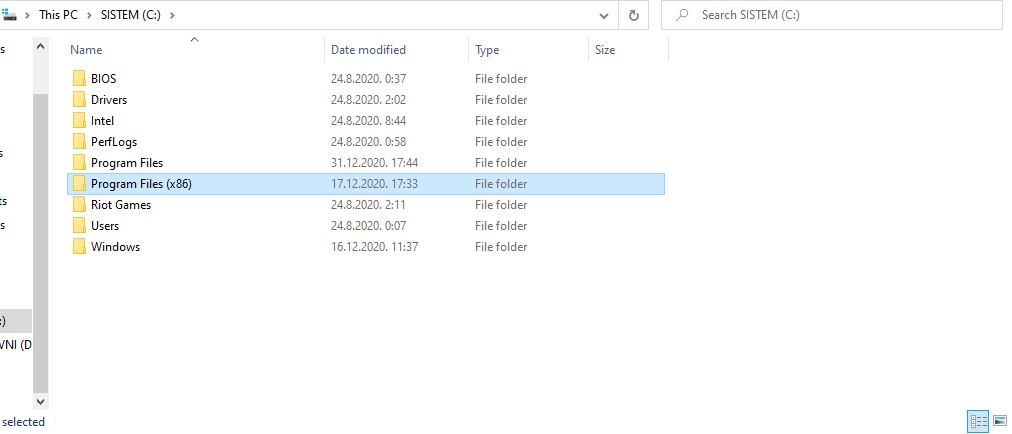 This PC > SISTEM (C:) >
Search SISTEM (C:)
Name Date modified Type Size
BIOS 24.8.2020. 0:37 File folder
Drivers 24.8.2020. 2:02 File folder
Intel 24.8.2020. 8:44 File folder
PerfLogs 24.8.2020. 0:58 File folder
Program Files 31.12.2020. 17:44 File folder
Program Files (x86) 17.12.2020. 17:33 File folder
Riot Games 24.8.2020. 2:11 File folder
Users 24.8.2020. 0:07 File folder
Windows 16.12.2020. 11:37 File folder
s
s
ts
s
:)
VNI (D
selected